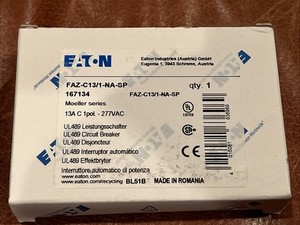 EATON
Eaton Industries (Austria) GmbH
Eugenia 1, 3943 Schrems, Austria
FAZ-C13/1-NA-SP
qty. 1
167134
FAZ-C13/1-NA-SP
Moeller series
13A C 1pol. - 277VAC
UL489 Leistungsschalter
UL489 Circuit Breaker
UL489 Disjoncteur
UL489 Interruptor automático
UL489 Effektbryter
Interruttore automatico di potenza
www.eaton.com
www.eaton.com/recycling BL51B
MADE IN ROMANIA